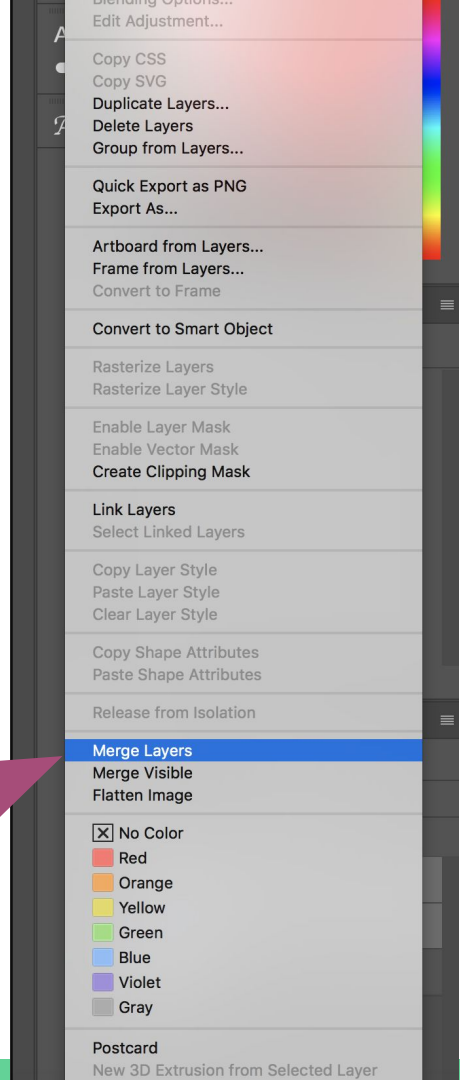 Blending Options...
Edit Adjustment...
Copy CSS
Copy SVG
Duplicate Layers...
Delete Layers
Group from Layers...
Quick Export as PNG
Export As...
Artboard from Layers...
Frame from Layers...
Convert to Frame
Convert to Smart Object
Rasterize Layers
Rasterize Layer Style
Enable Layer Mask
Enable Vector Mask
Create Clipping Mask
Link Layers
Select Linked Layers
Copy Layer Style
Paste Layer Style
Clear Layer Style
Copy Shape Attributes
Paste Shape Attributes
Release from Isolation
Merge Layers
Merge Visible
Flatten Image
No Color
Red
Orange
Yellow
Green
Blue
Violet
Gray
Postcard
New 3D Extrusion from Selected Layer